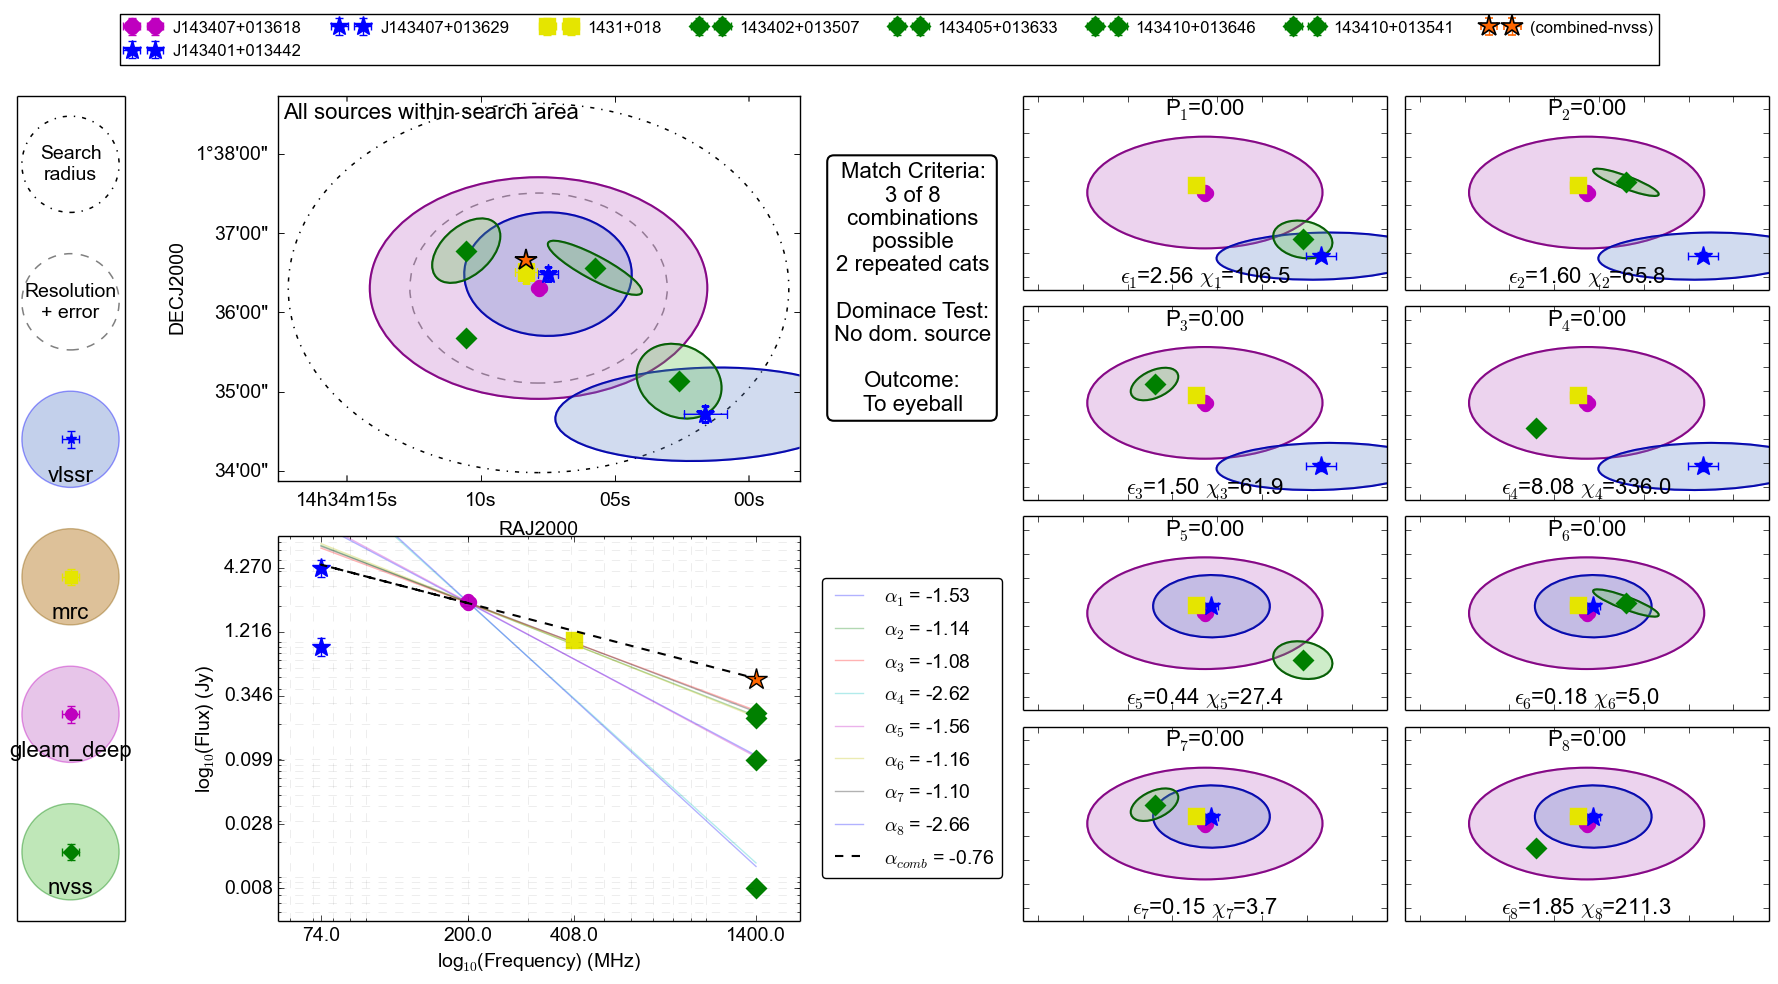 J143407+013618 J143407+013629 1431+018 143402+013507 143405+013633 143410+013646 143410+013541 (combined-nvss)
J143401+013442
Search
radius
Resolution
+ error
vlssr
mrc
gleam_deep
nvss
All sources within search area
DECJ2000
1°38'00"
37'00"
36'00"
35'00"
34'00"
14h34m15s 10s 05s 00s
RAJ2000
Match Criteria:
3 of 8
combinations
possible
2 repeated cats
Dominace Test:
No dom. source
Outcome:
To eyeball
log₁₀(Flux) (Jy)
4.270
1.216
0.346
0.099
0.028
0.008
74.0 200.0 408.0 1400.0
log₁₀(Frequency) (MHz)
α₁ = -1.53
α₂ = -1.14
α₃ = -1.08
α₄ = -2.62
α₅ = -1.56
α₆ = -1.16
α₇ = -1.10
α₈ = -2.66
α_comb = -0.76
P₁=0.00
ϵ₁=2.56 χ₁=106.5
P₂=0.00
ϵ₂=1.60 χ₂=65.8
P₃=0.00
ϵ₃=1.50 χ₃=61.9
P₄=0.00
ϵ₄=8.08 χ₄=336.0
P₅=0.00
ϵ₅=0.44 χ₅=27.4
P₆=0.00
ϵ₆=0.18 χ₆=5.0
P₇=0.00
ϵ₇=0.15 χ₇=3.7
P₈=0.00
ϵ₈=1.85 χ₈=211.3